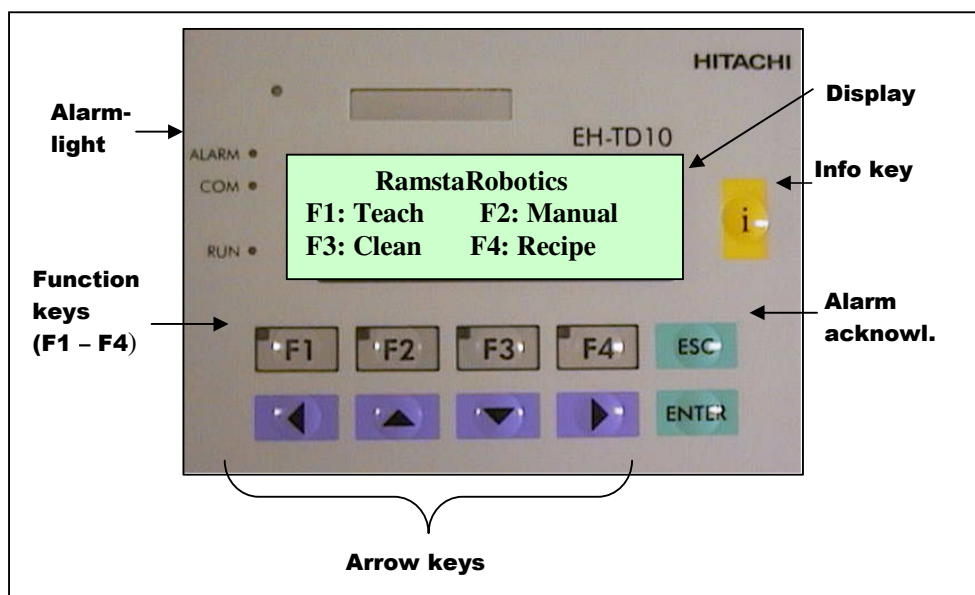 HITACHI
Display
Alarm-
light
EH-TD10
ALARM
COM
RamstaRobotics
F1: Teach F2: Manual
F3: Clean F4: Recipe
Info key
i
RUN
Function
keys
(F1 – F4)
Alarm
acknowl.
F1 F2 F3 F4 ESC
ENTER
Arrow keys